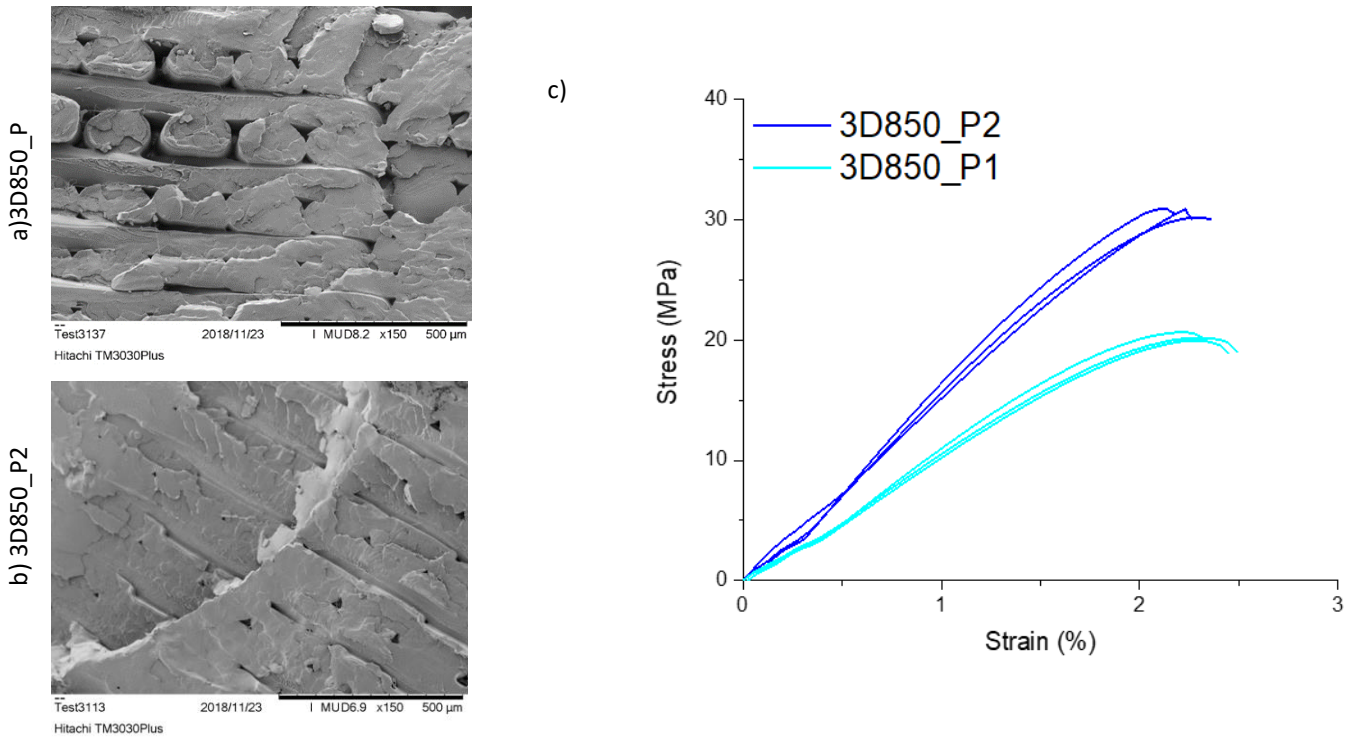 a)3D850_P
Test3137 2018/11/23 I MUD8.2 x150 500 µm
Hitachi TM3030Plus
b) 3D850_P2
Test3113 2018/11/23 I MUD6.9 x150 500 µm
Hitachi TM3030Plus
c)
40
30
20
10
0
Stress (MPa)
3D850_P2
3D850_P1
0 1 2 3
Strain (%)